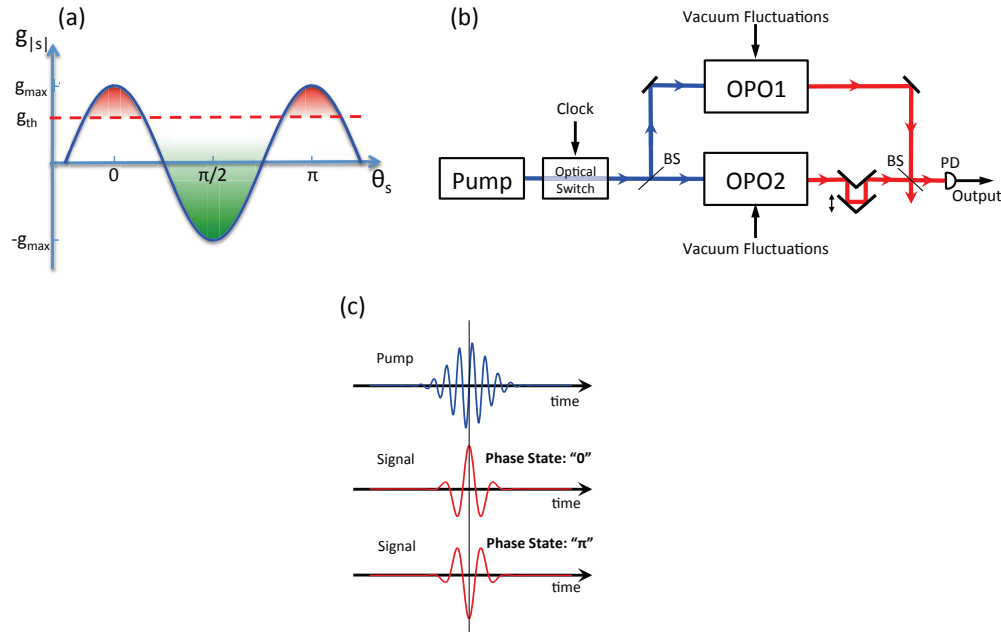 (a)
g|s|
gmax
gth
0
π/2
π
θs
-gmax
(b)
Vacuum Fluctuations
OPO1
Clock
BS
Pump
Optical
Switch
OPO2
BS
PD
Output
Vacuum Fluctuations
(c)
Pump
time
Signal
Phase State: “0”
time
Signal
Phase State: “π”
time